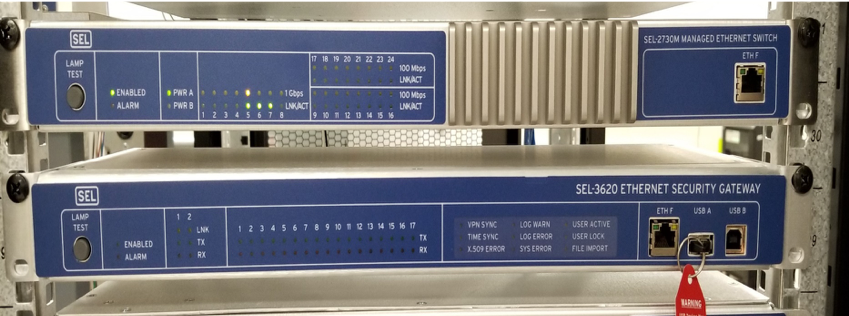 SEL
SEL-2730M MANAGED ETHERNET SWITCH
LAMP
TEST
ENABLED
ALARM
PWR A
PWR B
1 Gbps
LNK/ACT
1 2 3 4 5 6 7 8
17 18 19 20 21 22 23 24
100 Mbps
LNK/ACT
100 Mbps
LNK/ACT
9 10 11 12 13 14 15 16
ETH F
30
SEL
SEL-3620 ETHERNET SECURITY GATEWAY
LAMP
TEST
ENABLED
ALARM
1 2
LNK
TX
RX
1 2 3 4 5 6 7 8 9 10 11 12 13 14 15 16 17
TX
RX
VPN SYNC
TIME SYNC
X.509 ERROR
LOG WARN
LOG ERROR
SYS ERROR
USER ACTIVE
USER LOCK
FILE IMPORT
ETH F
USB A
USB B
WARNING